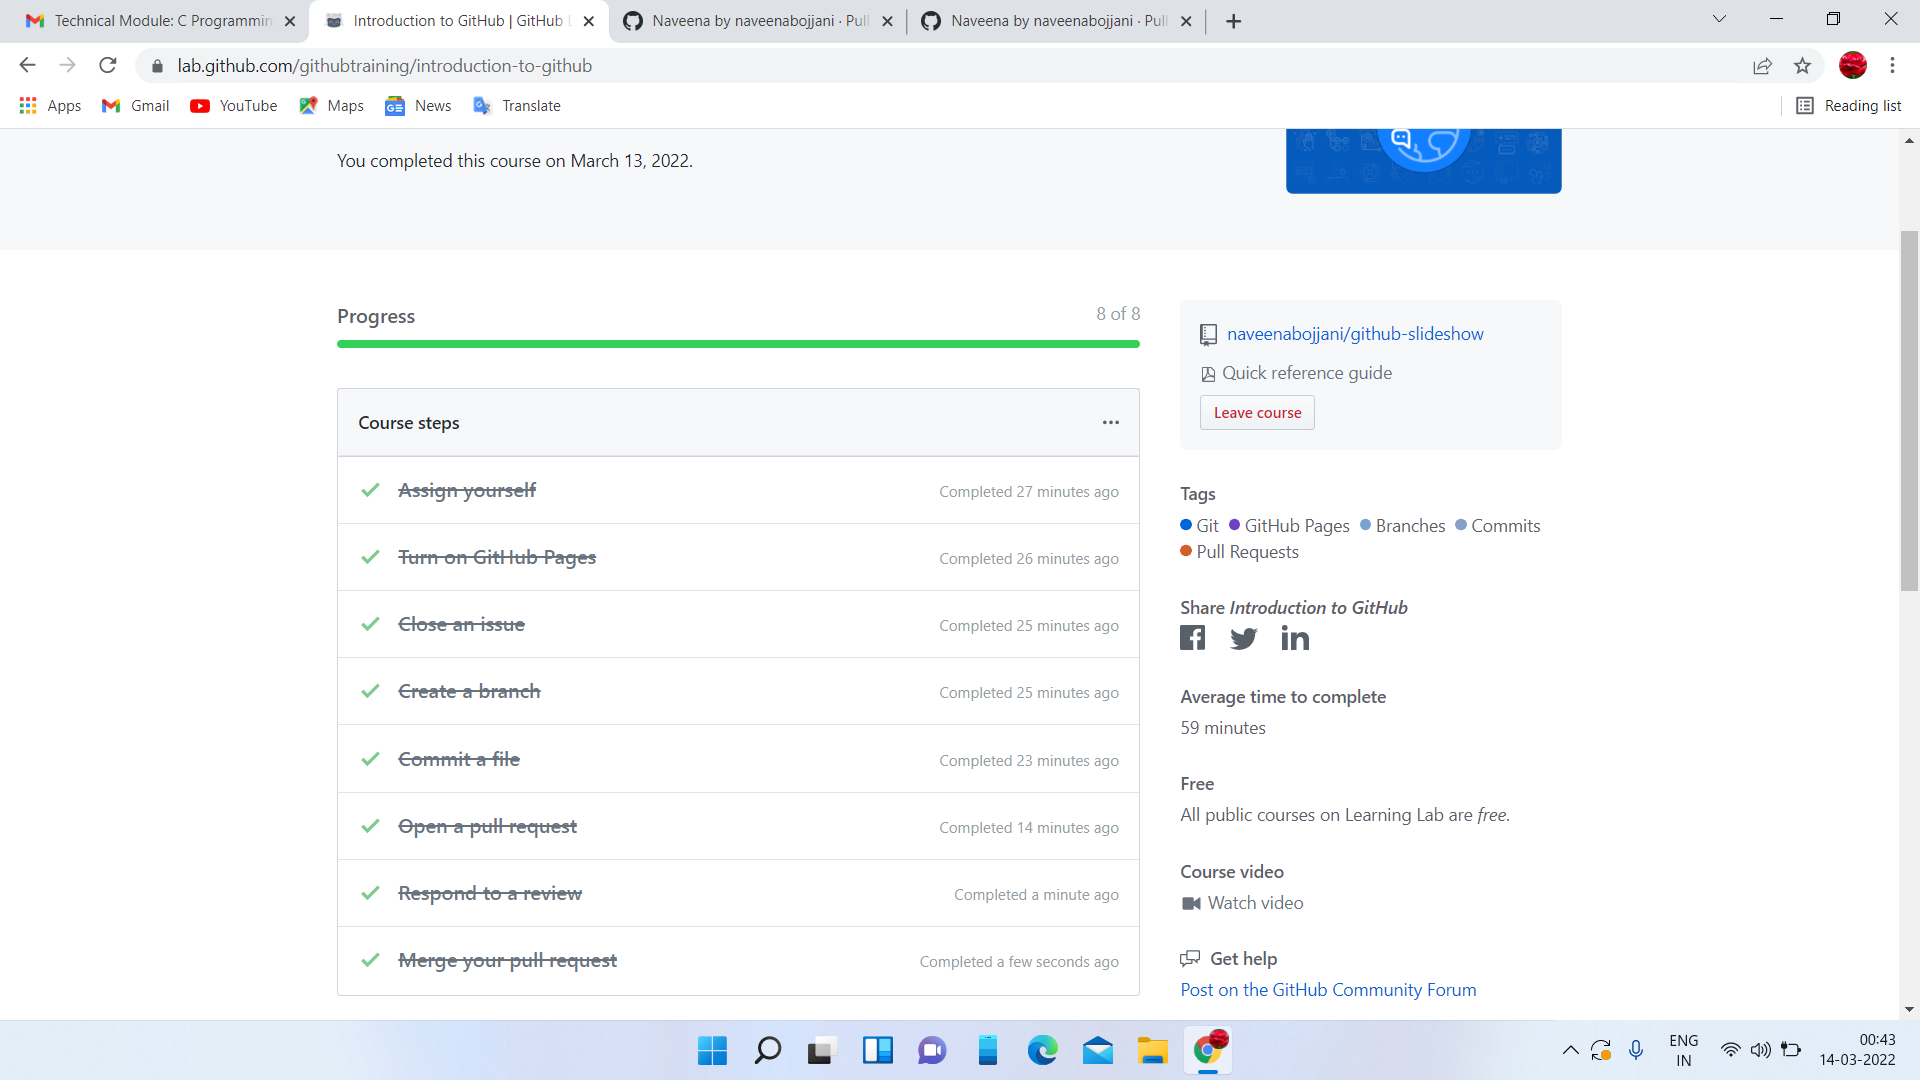 Technical Module: C Programmin
Introduction to GitHub | GitHub L
Naveena by naveenabojjani · Pull
Naveena by naveenabojjani · Pull
lab.github.com/githubtraining/introduction-to-github
Apps
Gmail
YouTube
Maps
News
Translate
Reading list
You completed this course on March 13, 2022.
Progress
8 of 8
Course steps
Assign yourself
Completed 27 minutes ago
Turn on GitHub Pages
Completed 26 minutes ago
Close an issue
Completed 25 minutes ago
Create a branch
Completed 25 minutes ago
Commit a file
Completed 23 minutes ago
Open a pull request
Completed 14 minutes ago
Respond to a review
Completed a minute ago
Merge your pull request
Completed a few seconds ago
naveenabojjani/github-slideshow
Quick reference guide
Leave course
Tags
Git GitHub Pages Branches Commits
Pull Requests
Share Introduction to GitHub
Average time to complete
59 minutes
Free
All public courses on Learning Lab are free.
Course video
Watch video
Get help
Post on the GitHub Community Forum
ENG
IN
00:43
14-03-2022